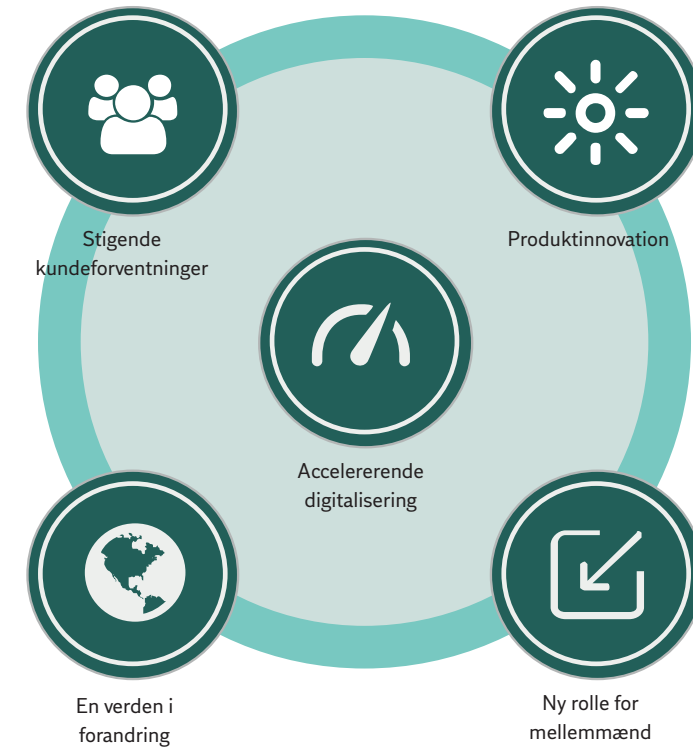 Stigende
kundeforventninger
Produktinnovation
Accelererende
digitalisering
En verden i
forandring
Ny rolle for
mellemmænd